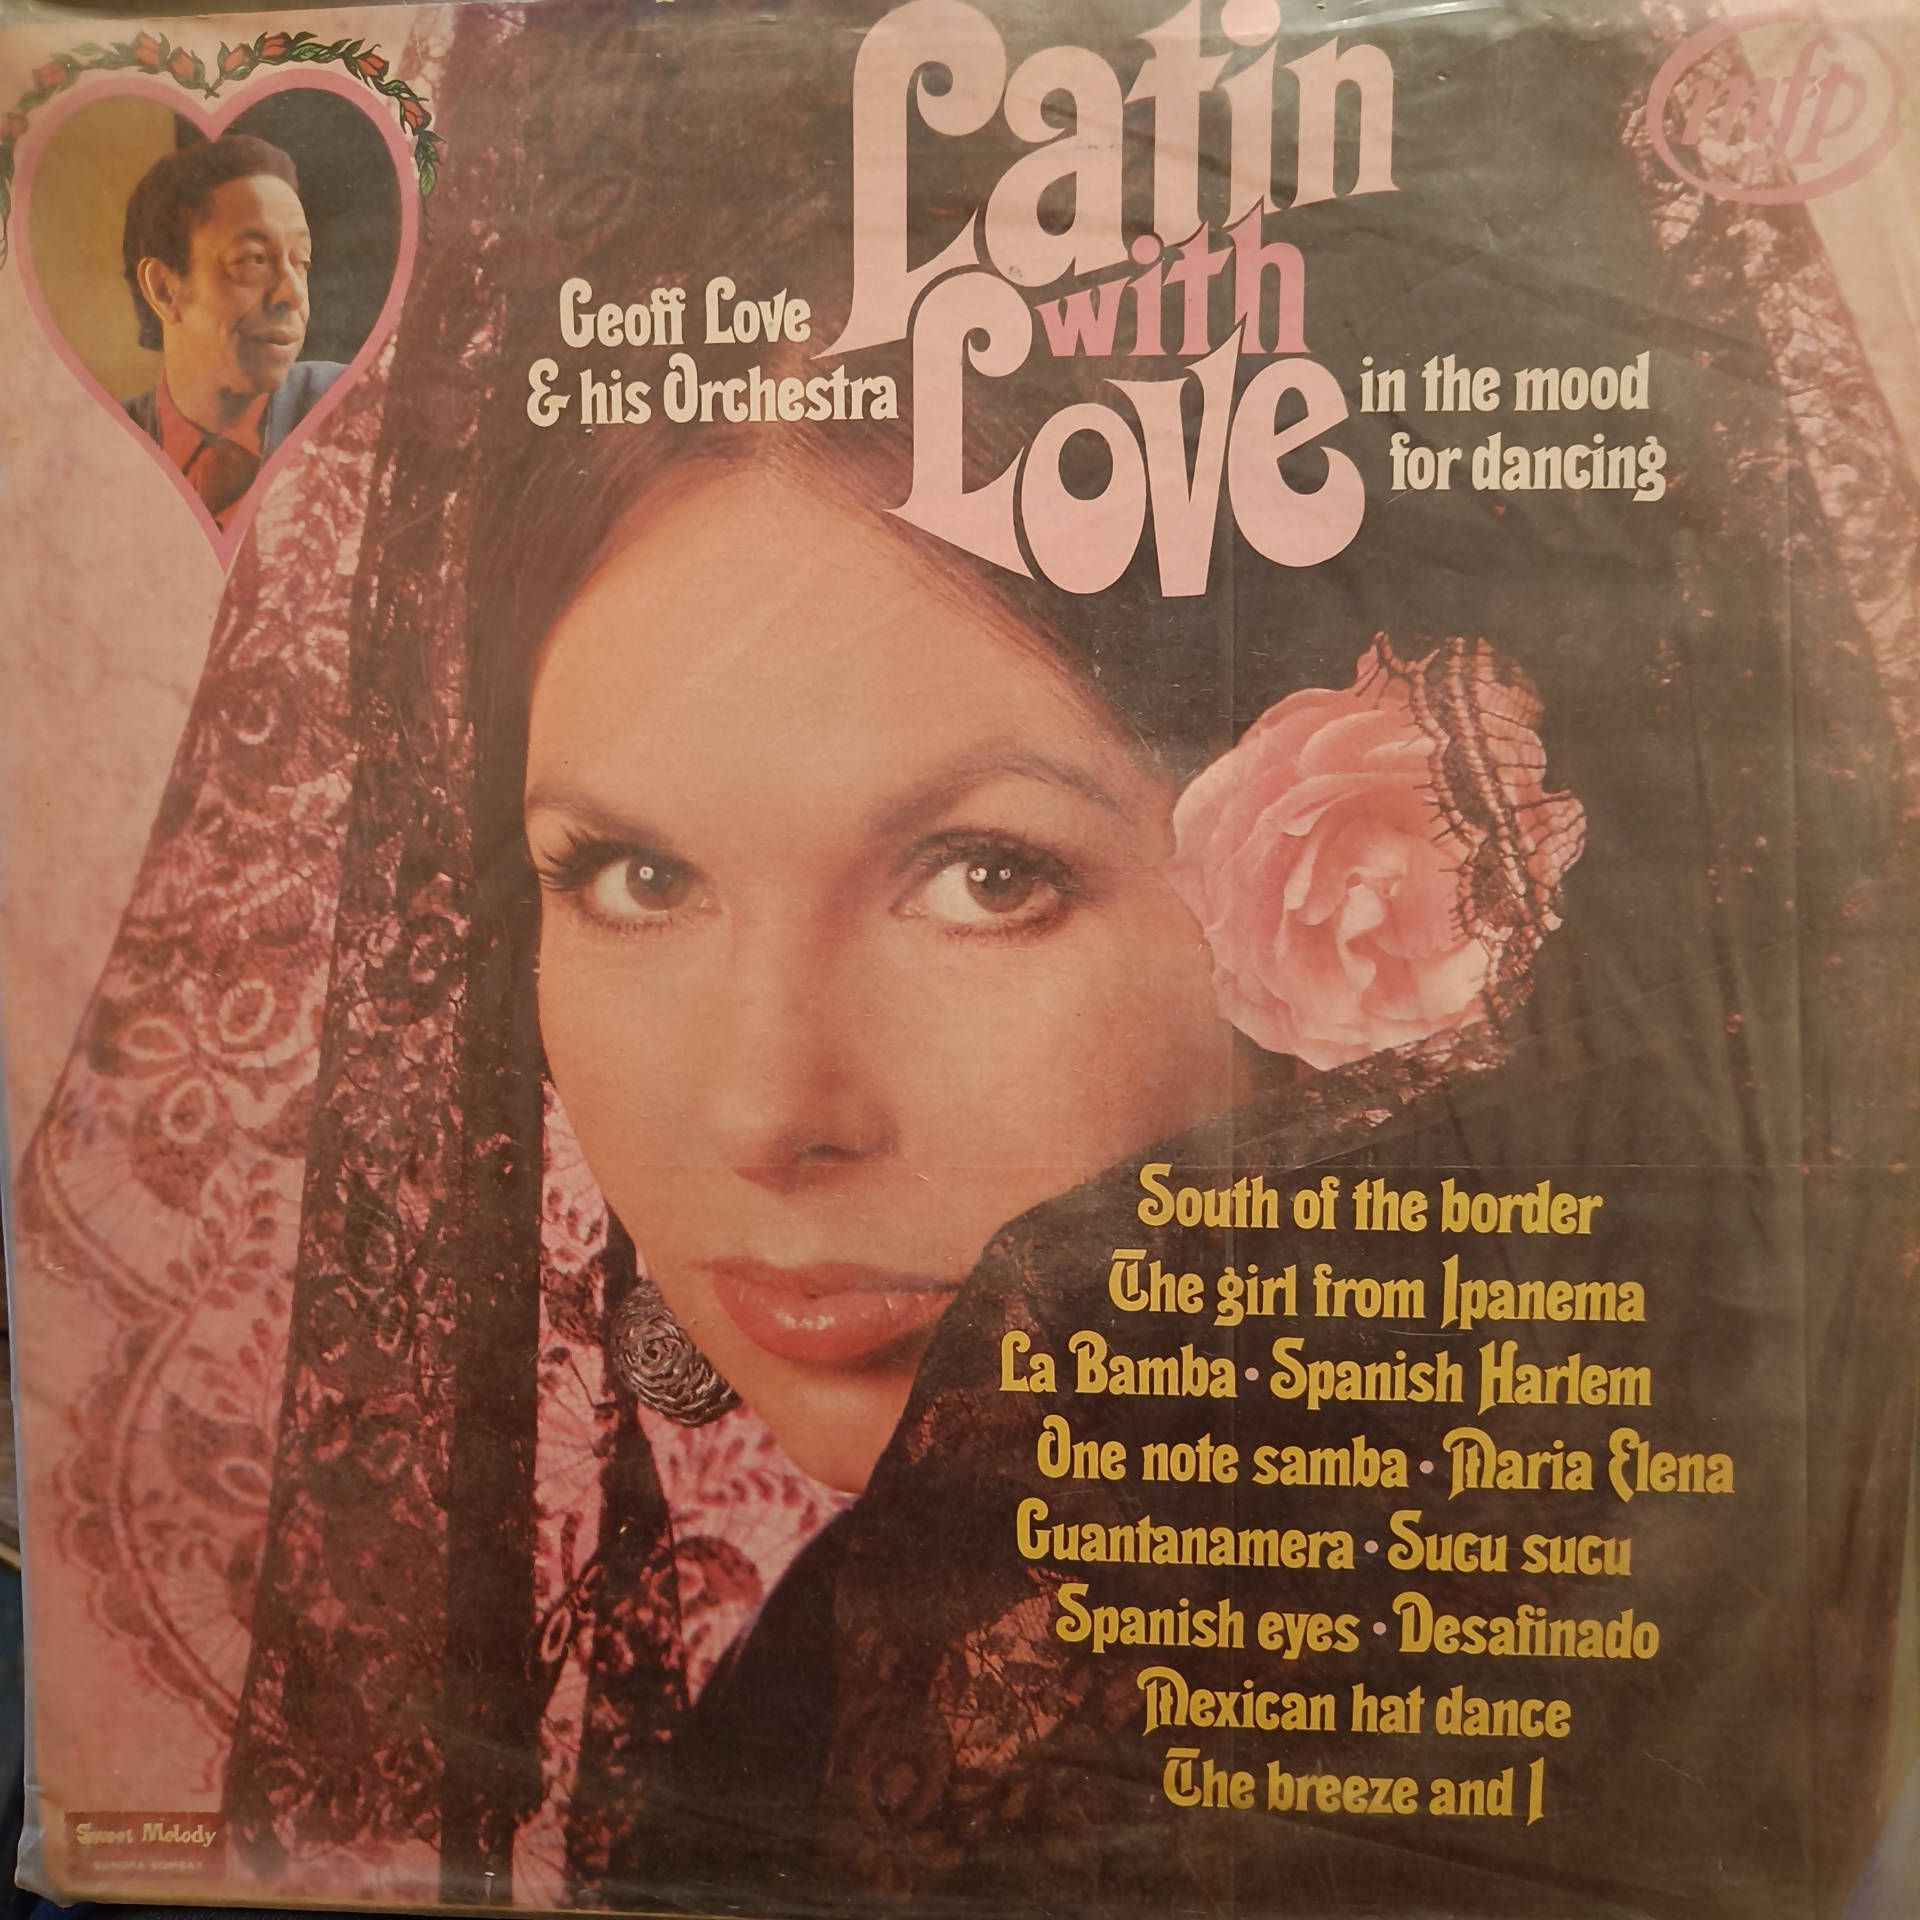 Latin
mfp
with
Geoff Love
& his Orchestra
Love
in the mood
for dancing
South of the border
The girl from Ipanema
La Bamba • Spanish Harlem
One note samba • Maria Elena
Guantanamera • Sucu sucu
Spanish eyes • Desafinado
Mexican hat dance
The breeze and I
Sweet Melody
BANDRA BOMBAY